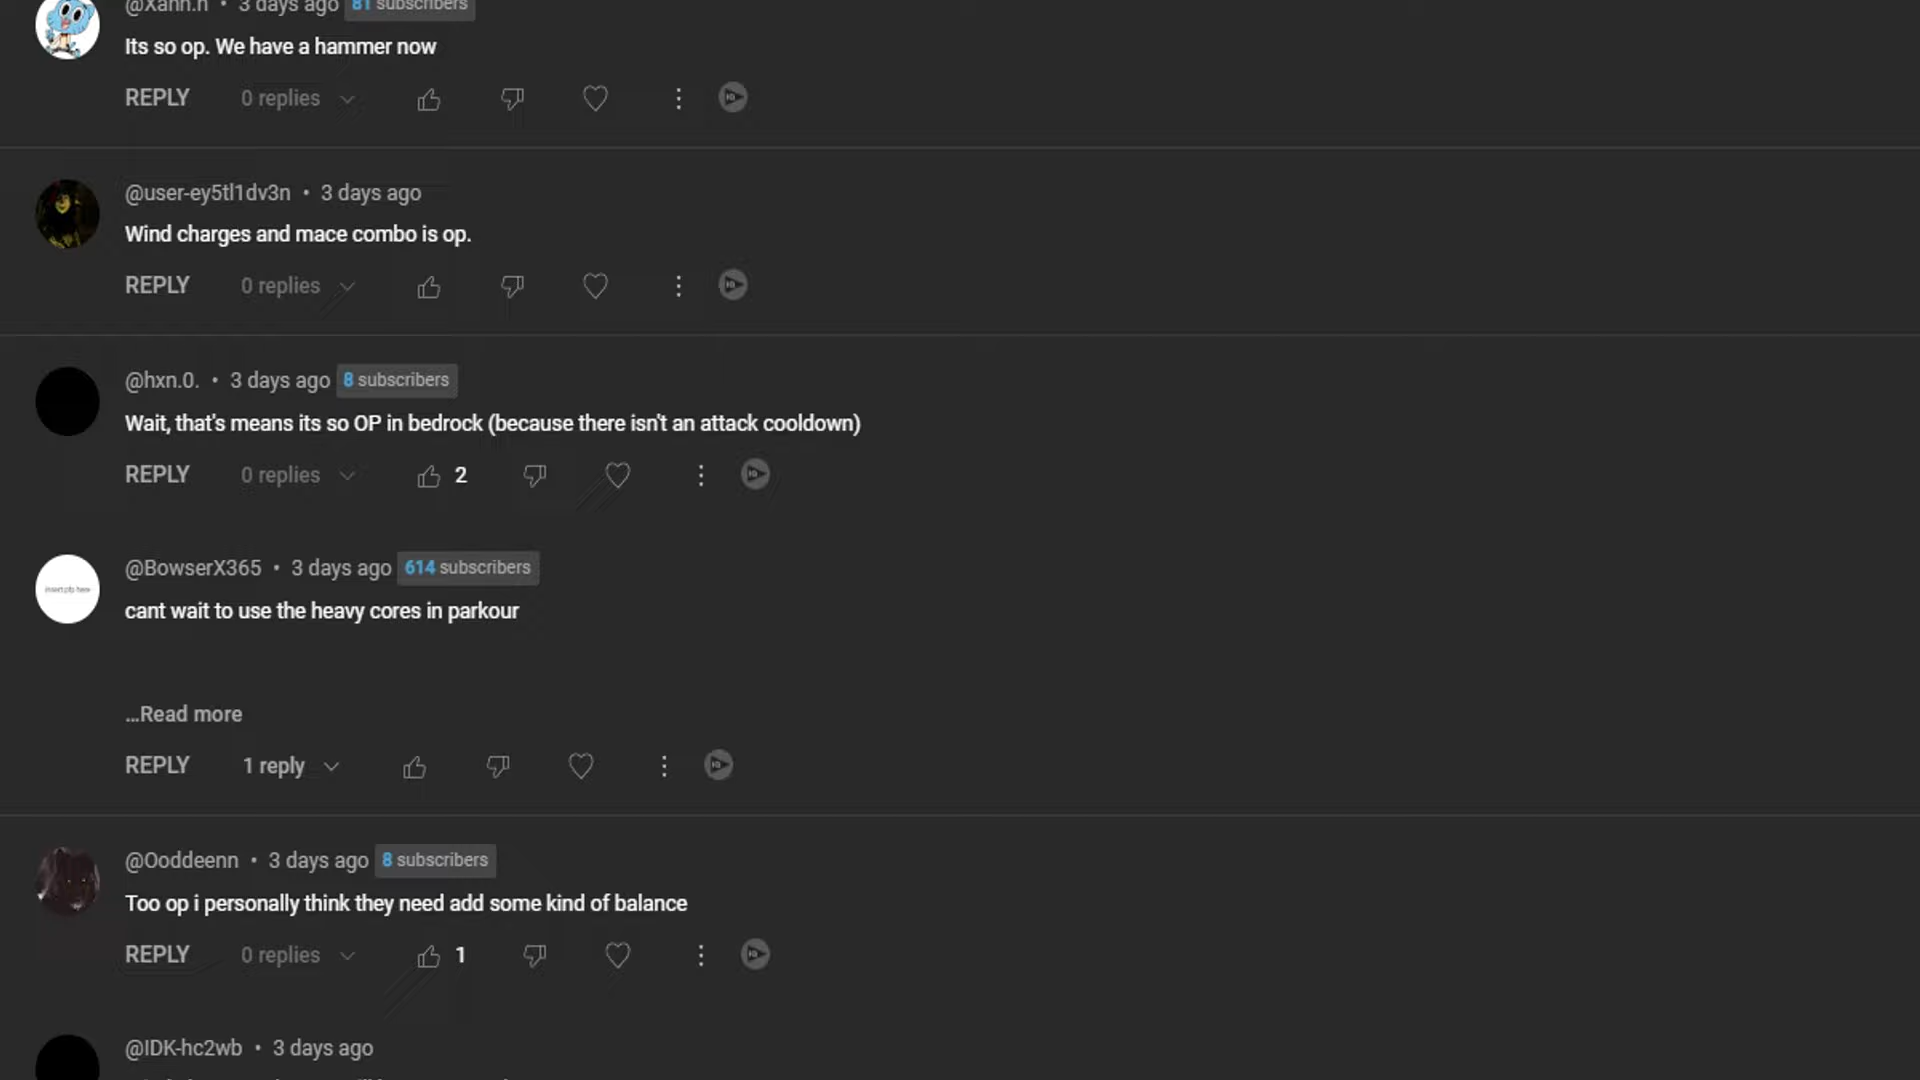 @Xann.n • 3 days ago 81 subscribers
Its so op. We have a hammer now
REPLY 0 replies
@user-ey5tl1dv3n • 3 days ago
Wind charges and mace combo is op.
REPLY 0 replies
@hxn.0. • 3 days ago 8 subscribers
Wait, that's means its so OP in bedrock (because there isn't an attack cooldown)
REPLY 0 replies 2
@BowserX365 • 3 days ago 614 subscribers
insert pfp here
cant wait to use the heavy cores in parkour
...Read more
REPLY 1 reply
@Ooddeenn • 3 days ago 8 subscribers
Too op i personally think they need add some kind of balance
REPLY 0 replies 1
@IDK-hc2wb • 3 days ago